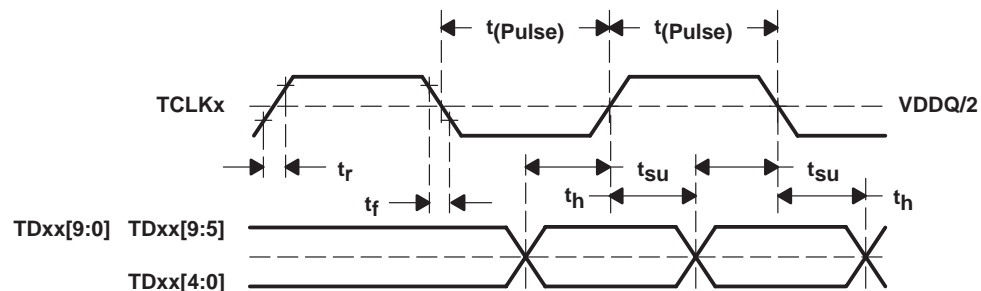 t(Pulse) t(Pulse)
TCLKx VDDQ/2
tr tsu tsu
tf th th
TDxx[9:0] TDxx[9:5]
TDxx[4:0]